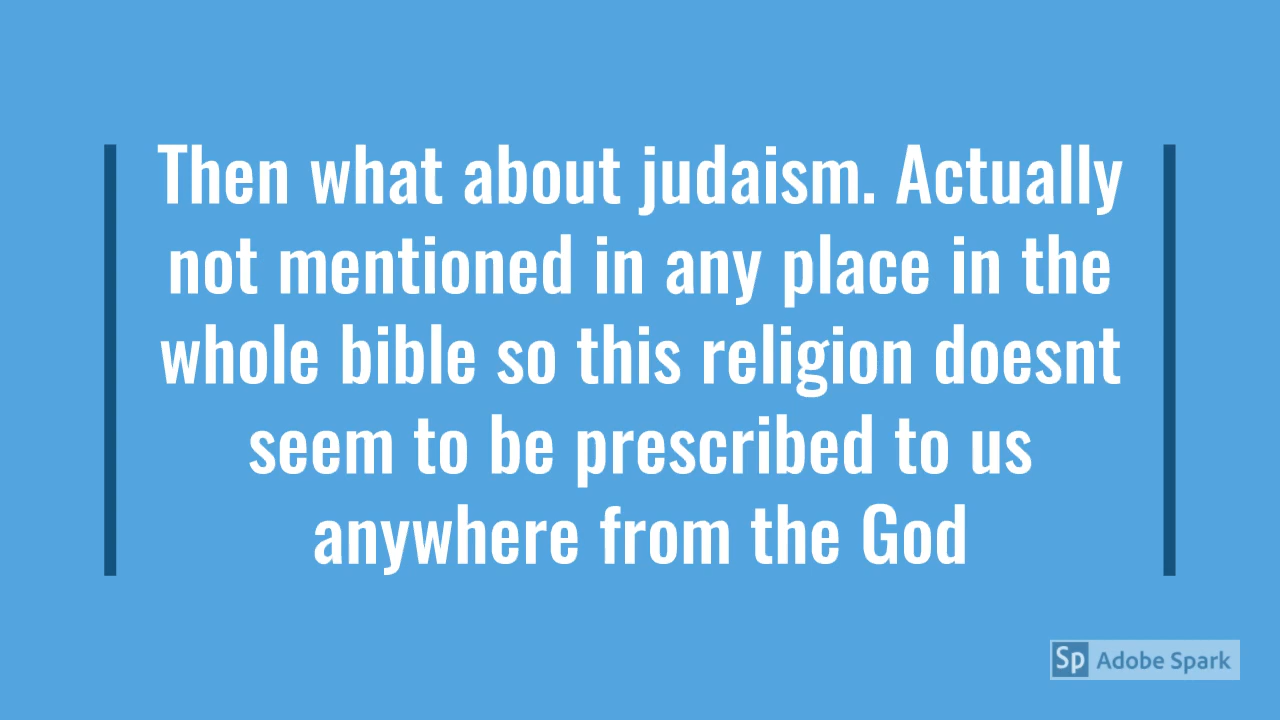 Then what about judaism. Actually
not mentioned in any place in the
whole bible so this religion doesnt
seem to be prescribed to us
anywhere from the God
Sp Adobe Spark